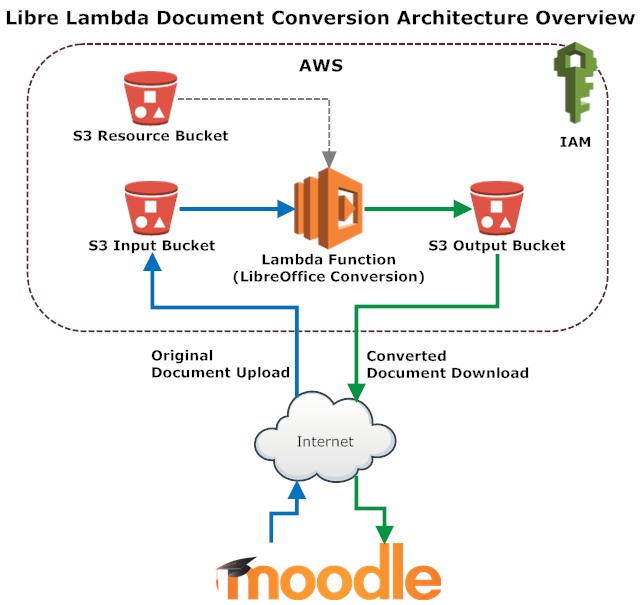 Libre Lambda Document Conversion Architecture Overview
AWS
S3 Resource Bucket
IAM
S3 Input Bucket
Lambda Function
(LibreOffice Conversion)
S3 Output Bucket
Original
Document Upload
Converted
Document Download
Internet
moodle